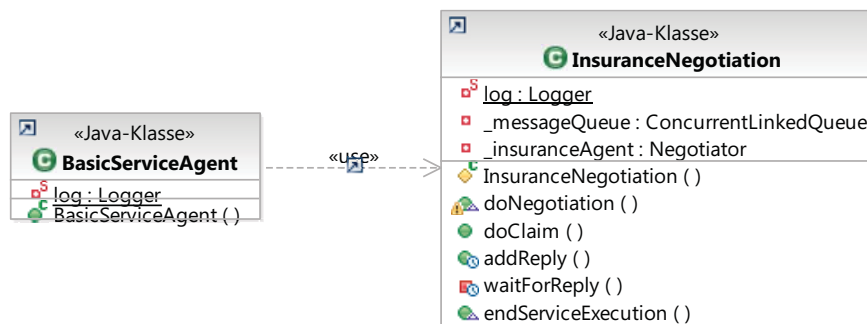 «Java-Klasse»
C InsuranceNegotiation
S log : Logger
_messageQueue : ConcurrentLinkedQueue
_insuranceAgent : Negotiator
C InsuranceNegotiation ( )
doNegotiation ( )
doClaim ( )
addReply ( )
waitForReply ( )
endServiceExecution ( )
«Java-Klasse»
C BasicServiceAgent
S log : Logger
C BasicServiceAgent ( )
«use»